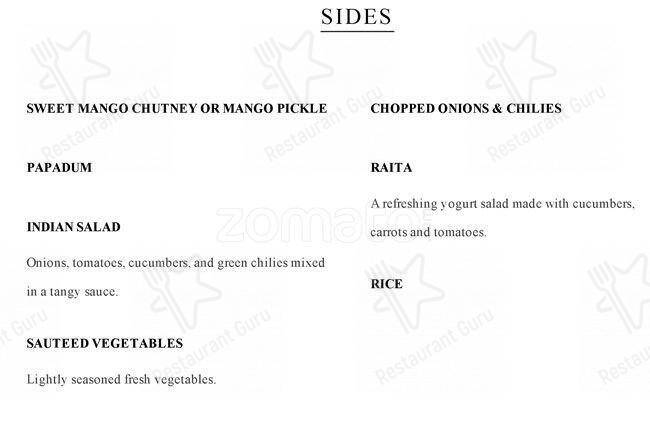 SIDES
SWEET MANGO CHUTNEY OR MANGO PICKLE
PAPADUM
INDIAN SALAD
Onions, tomatoes, cucumbers, and green chilies mixed
in a tangy sauce.
SAUTEED VEGETABLES
Lightly seasoned fresh vegetables.
CHOPPED ONIONS & CHILIES
RAITA
A refreshing yogurt salad made with cucumbers,
carrots and tomatoes.
RICE
zomato
Restaurant Guru
Restaurant Guru
Restaurant Guru
Restaurant Guru
Restaurant Guru